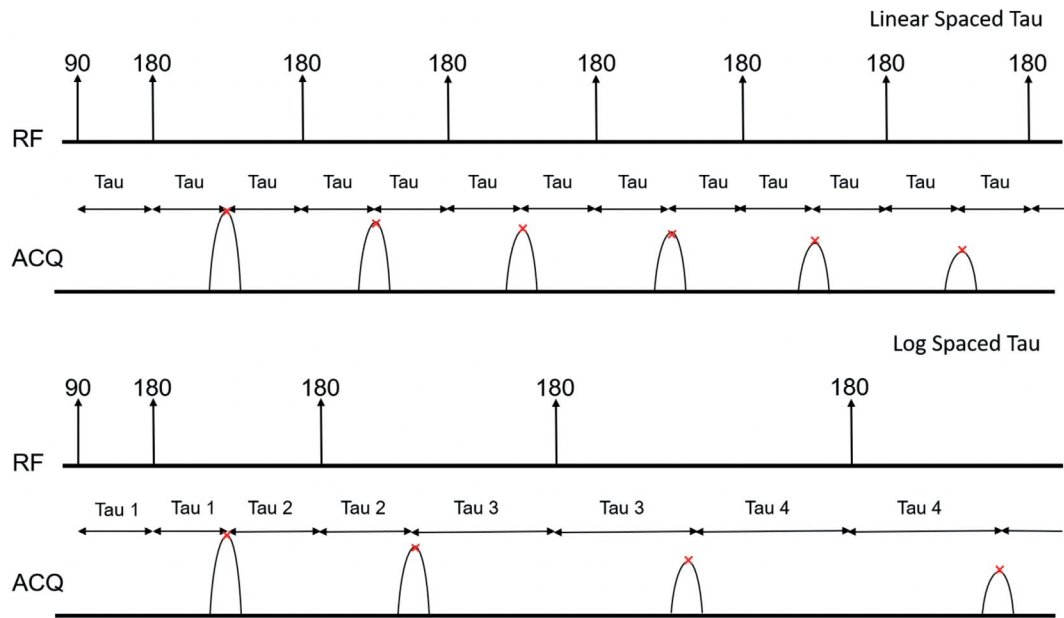 Linear Spaced Tau
90 180 180 180 180 180 180 180
RF
Tau Tau Tau Tau Tau Tau Tau Tau Tau Tau Tau Tau Tau
ACQ
Log Spaced Tau
90 180 180 180 180
RF
Tau 1 Tau 1 Tau 2 Tau 2 Tau 3 Tau 3 Tau 4 Tau 4
ACQ